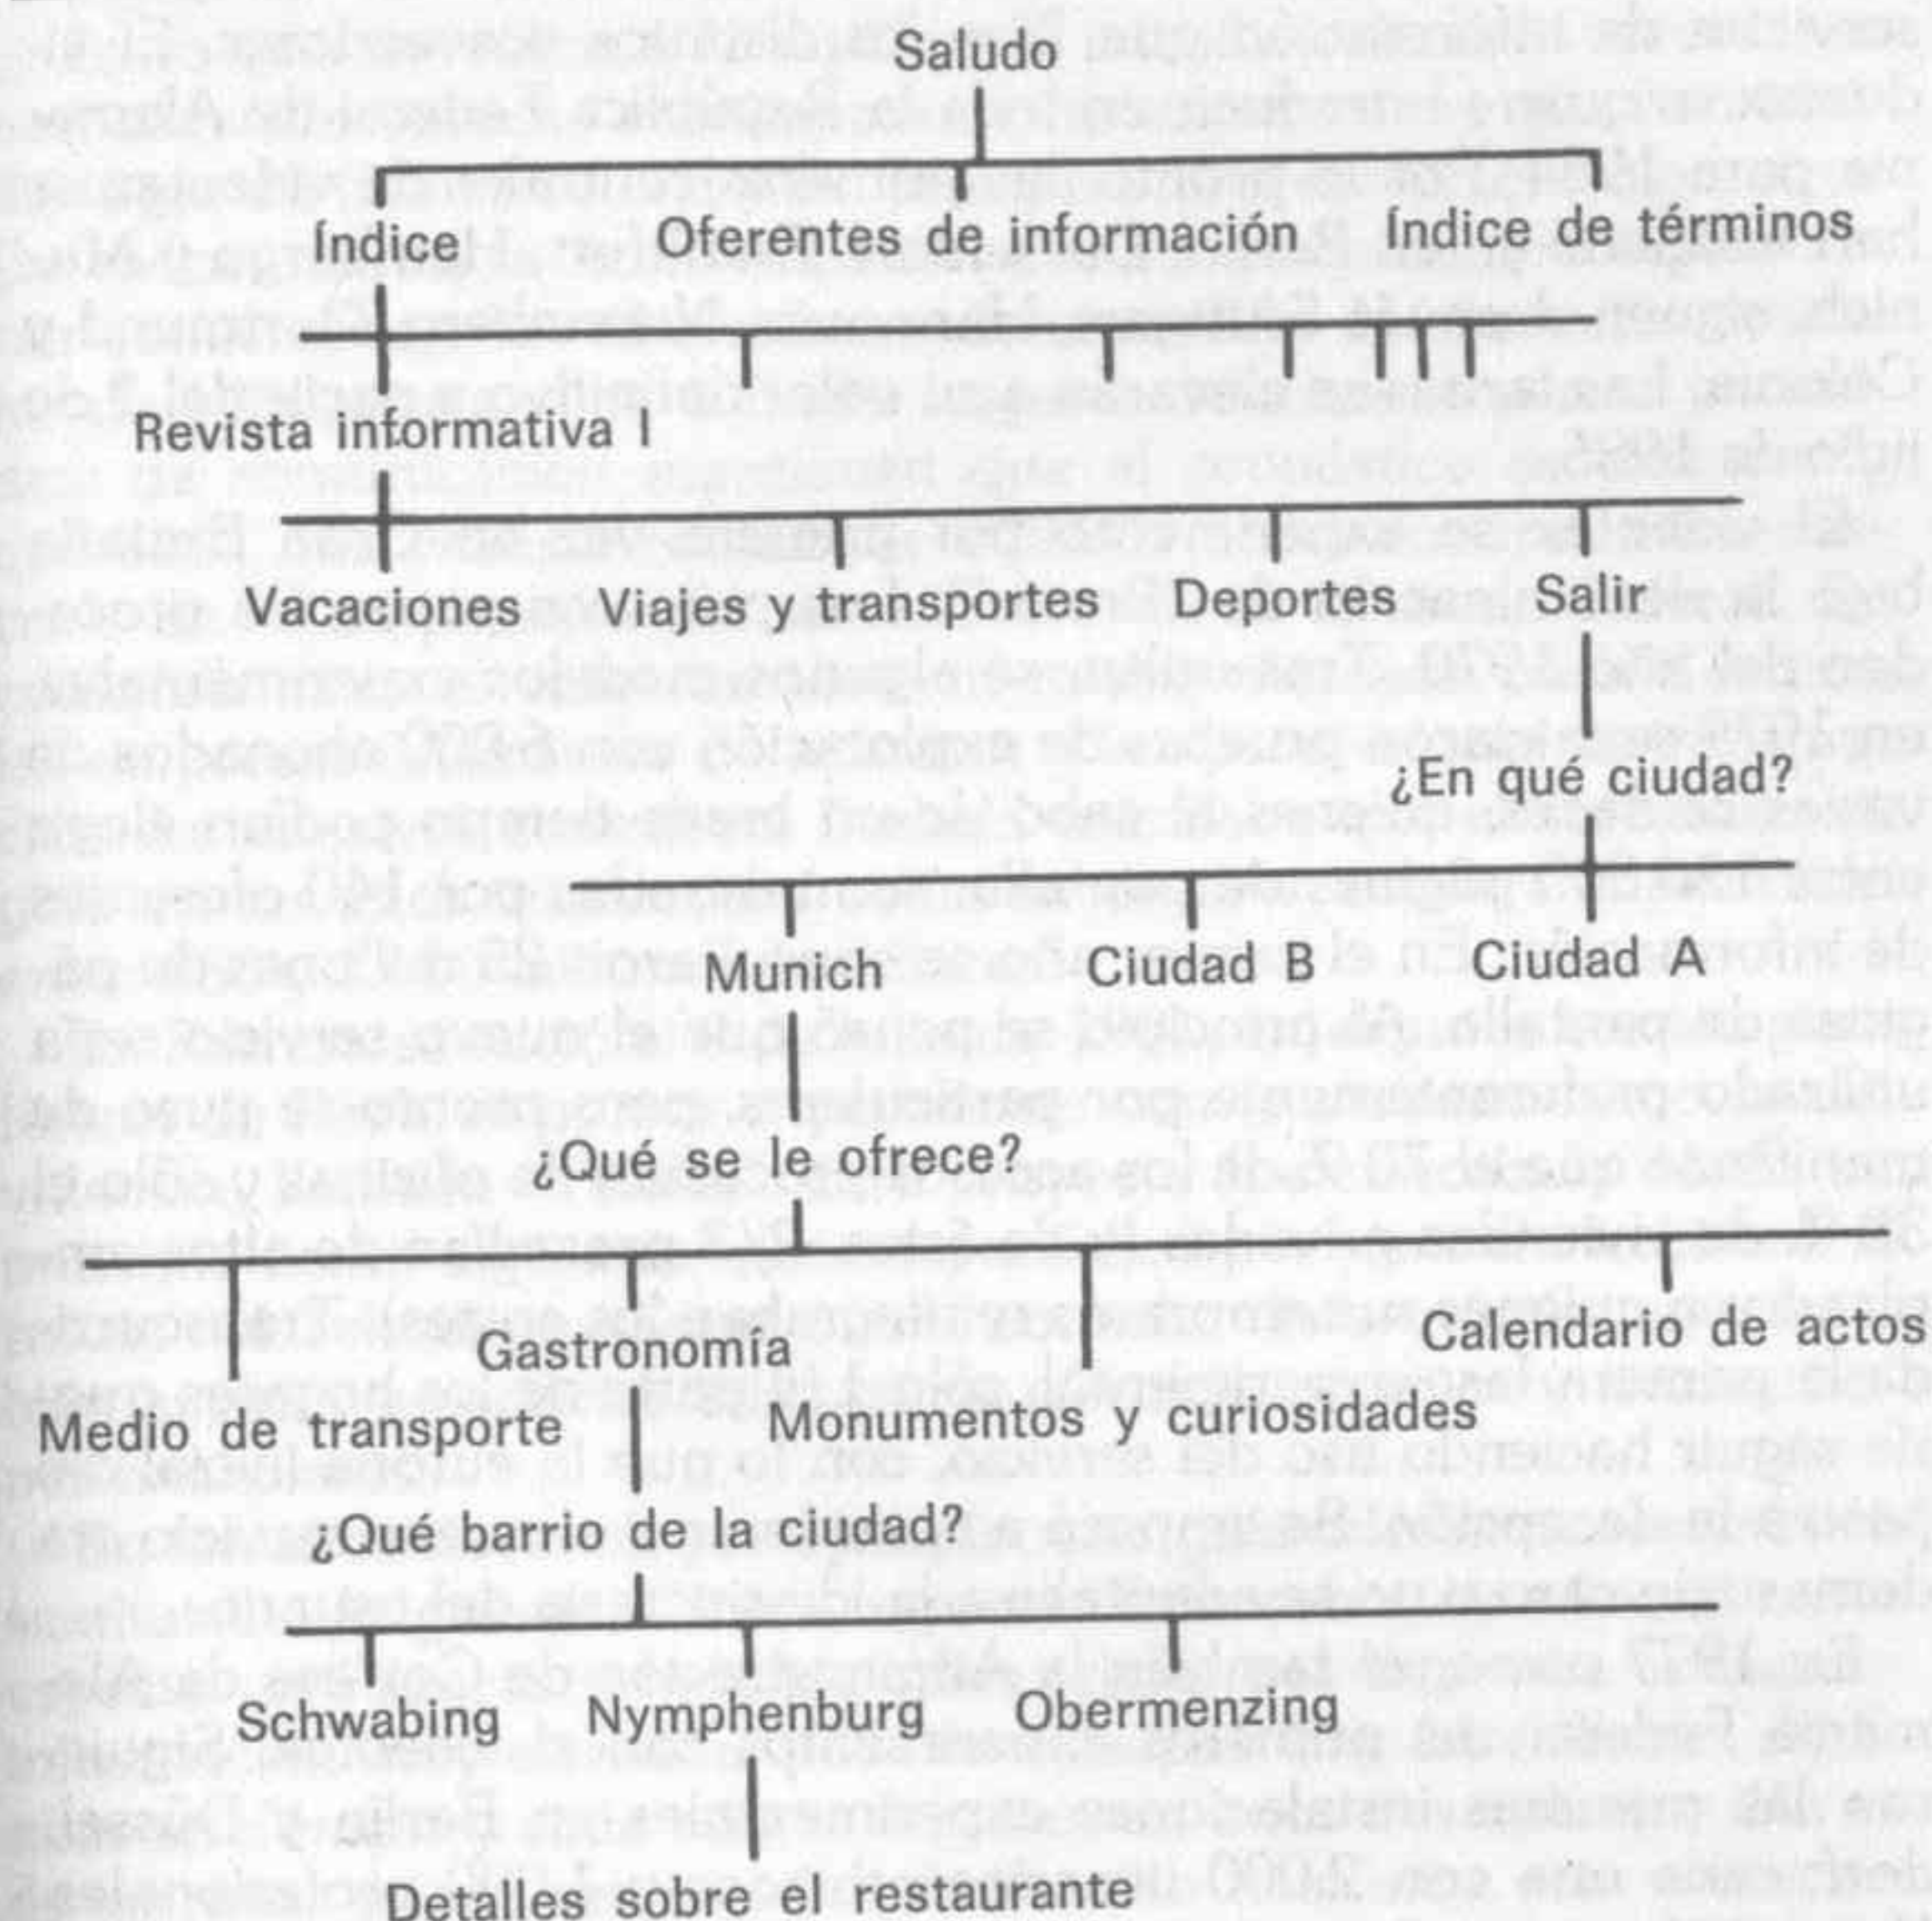 Saludo
Índice Oferentes de información Índice de términos
Revista informativa I
Vacaciones Viajes y transportes Deportes Salir
¿En qué ciudad?
Munich Ciudad B Ciudad A
¿Qué se le ofrece?
Gastronomía Calendario de actos
Medio de transporte Monumentos y curiosidades
¿Qué barrio de la ciudad?
Schwabing Nymphenburg Obermenzing
Detalles sobre el restaurante